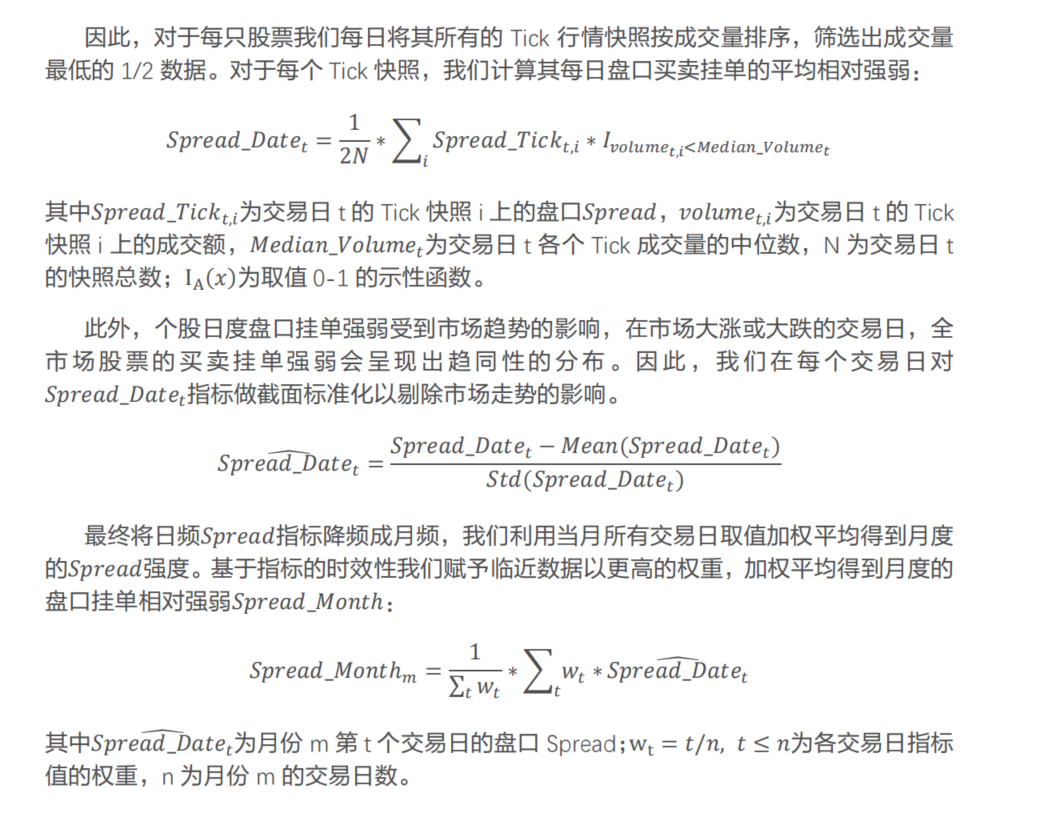 因此，对于每只股票我们每日将其所有的 Tick 行情快照按成交量排序，筛选出成交量
最低的 1/2 数据。对于每个 Tick 快照，我们计算其每日盘口买卖挂单的平均相对强弱：
$Spread\_Date_t = \frac{1}{2N} * \sum_i Spread\_Tick_{t,i} * I_{volume_{t,i}<Median\_Volume_t}$
其中$Spread\_Tick_{t,i}$为交易日 t 的 Tick 快照 i 上的盘口$Spread$，$volume_{t,i}$为交易日 t 的 Tick
快照 i 上的成交额，$Median\_Volume_t$为交易日 t 各个 Tick 成交量的中位数，N 为交易日 t
的快照总数；$I_A(x)$为取值 0-1 的示性函数。
此外，个股日度盘口挂单强弱受到市场趋势的影响，在市场大涨或大跌的交易日，全
市场股票的买卖挂单强弱会呈现出趋同性的分布。因此，我们在每个交易日对
$Spread\_Date_t$指标做截面标准化以剔除市场走势的影响。
$\widehat{Spread\_Date}_t = \frac{Spread\_Date_t - Mean(Spread\_Date_t)}{Std(Spread\_Date_t)}$
最终将日频$Spread$指标降频成月频，我们利用当月所有交易日取值加权平均得到月度
的$Spread$强度。基于指标的时效性我们赋予临近数据以更高的权重，加权平均得到月度的
盘口挂单相对强弱$Spread\_Month$：
$Spread\_Month_m = \frac{1}{\sum_t w_t} * \sum_t w_t * \widehat{Spread\_Date}_t$
其中$\widehat{Spread\_Date}_t$为月份 m 第 t 个交易日的盘口 Spread；$w_t = t/n, t \le n$为各交易日指标
值的权重，n 为月份 m 的交易日数。